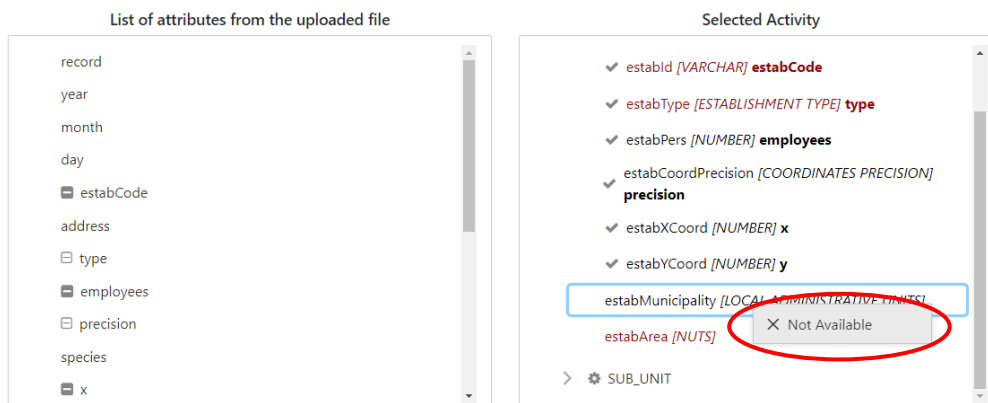 List of attributes from the uploaded file
record
year
month
day
estabCode
address
type
employees
precision
species
x
Selected Activity
estabId [VARCHAR] estabCode
estabType [ESTABLISHMENT TYPE] type
estabPers [NUMBER] employees
estabCoordPrecision [COORDINATES PRECISION]
precision
estabXCoord [NUMBER] x
estabYCoord [NUMBER] y
estabMunicipality [LOCAL ADMINISTRATIVE UNITS]
Not Available
estabArea [NUTS]
SUB_UNIT